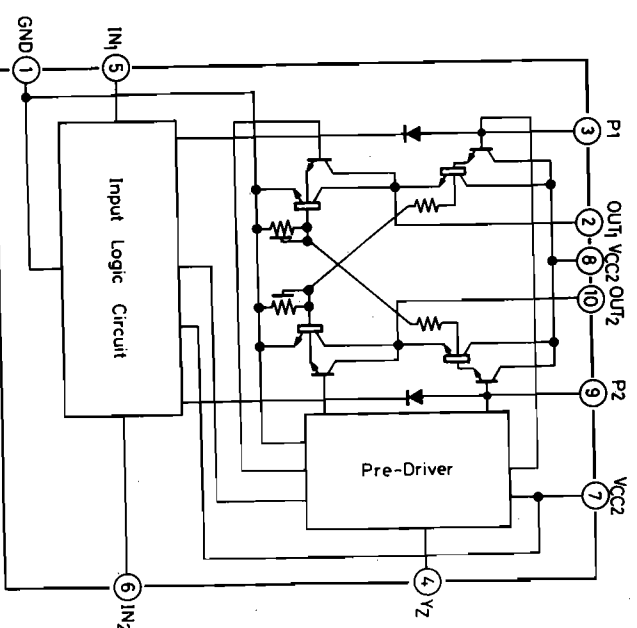 GND
1
IN1
5
P1
3
OUT1
2
VCC2
8
OUT2
10
P2
9
VCC2
7
Input Logic Circuit
Pre-Driver
6
IN2
4
YZ